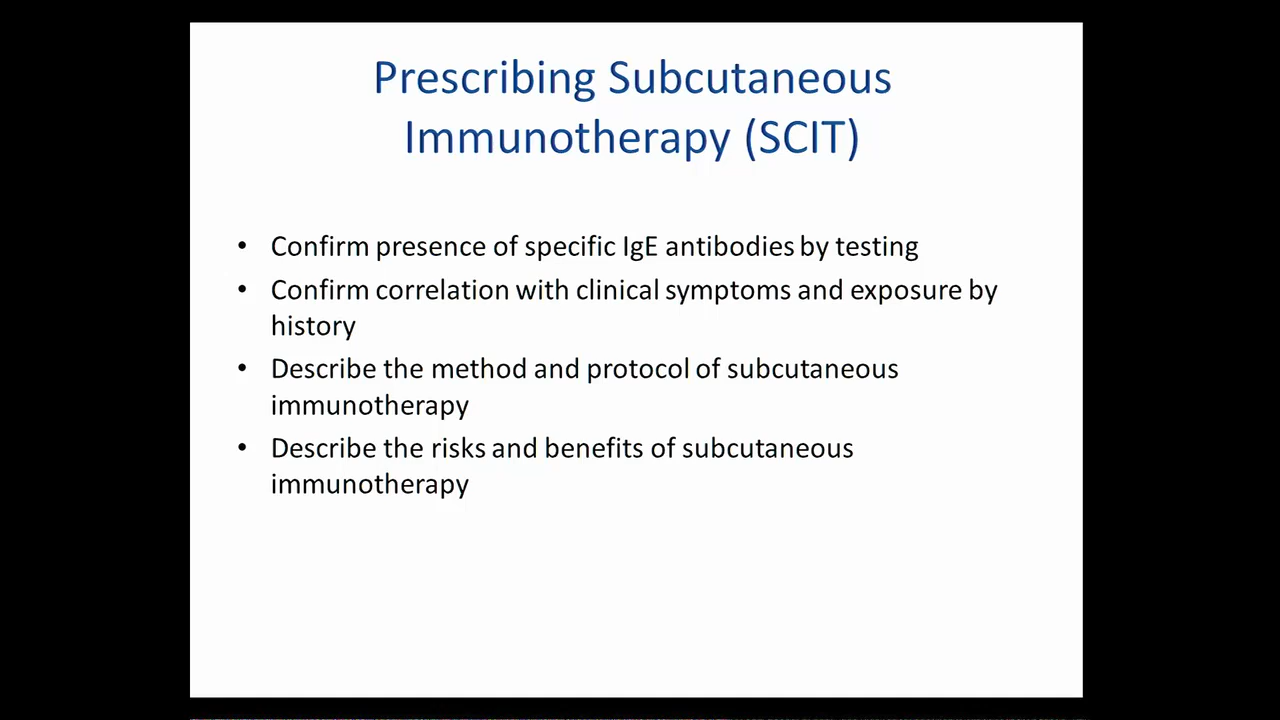 Prescribing Subcutaneous
Immunotherapy (SCIT)
• Confirm presence of specific IgE antibodies by testing
• Confirm correlation with clinical symptoms and exposure by
history
• Describe the method and protocol of subcutaneous
immunotherapy
• Describe the risks and benefits of subcutaneous
immunotherapy